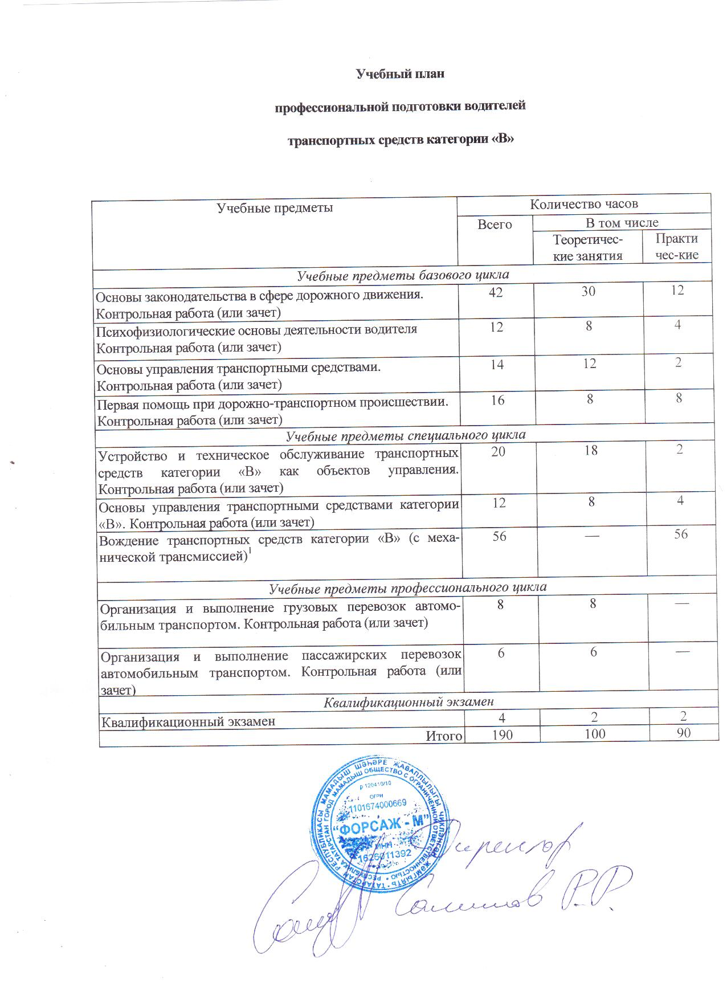 Учебный план
профессиональной подготовки водителей
транспортных средств категории «В»
Учебные предметы
Количество часов
Всего
В том числе
Теоретичес-
кие занятия
Практи
чес-кие
Учебные предметы базового цикла
Основы законодательства в сфере дорожного движения. 42 30 12
Контрольная работа (или зачет)
Психофизиологические основы деятельности водителя 12 8 4
Контрольная работа (или зачет)
Основы управления транспортными средствами. 14 12 2
Контрольная работа (или зачет)
Первая помощь при дорожно-транспортном происшествии. 16 8 8
Контрольная работа (или зачет)
Учебные предметы специального цикла
Устройство и техническое обслуживание транспортных 20 18 2
средств категории «В» как объектов управления.
Контрольная работа (или зачет)
Основы управления транспортными средствами категории 12 8 4
«В». Контрольная работа (или зачет)
Вождение транспортных средств категории «В» (с меха- 56 — 56
нической трансмиссией)1
Учебные предметы профессионального цикла
Организация и выполнение грузовых перевозок автомо- 8 8 —
бильным транспортом. Контрольная работа (или зачет)
Организация и выполнение пассажирских перевозок 6 6 —
автомобильным транспортом. Контрольная работа (или
зачет)
Квалификационный экзамен
Квалификационный экзамен 4 2 2
Итого 190 100 90
ТАТАРСТАН РЕСПУБЛИКАСЫ МАМАДЫШ ШӘҺӘРЕ ҖАВАПЛЫЛЫГЫ ЧИКЛӘНГӘН ҖӘМГЫЯТЬ
РЕСПУБЛИКА ТАТАРСТАН ГОРОД МАМАДЫШ ОБЩЕСТВО С ОГРАНИЧЕННОЙ ОТВЕТСТВЕННОСТЬЮ
р 120410/10
ОГРН
1101674000669
“ФОРСАЖ - М”
ИНН
1626011392
Директор
Салимов Р.Р.